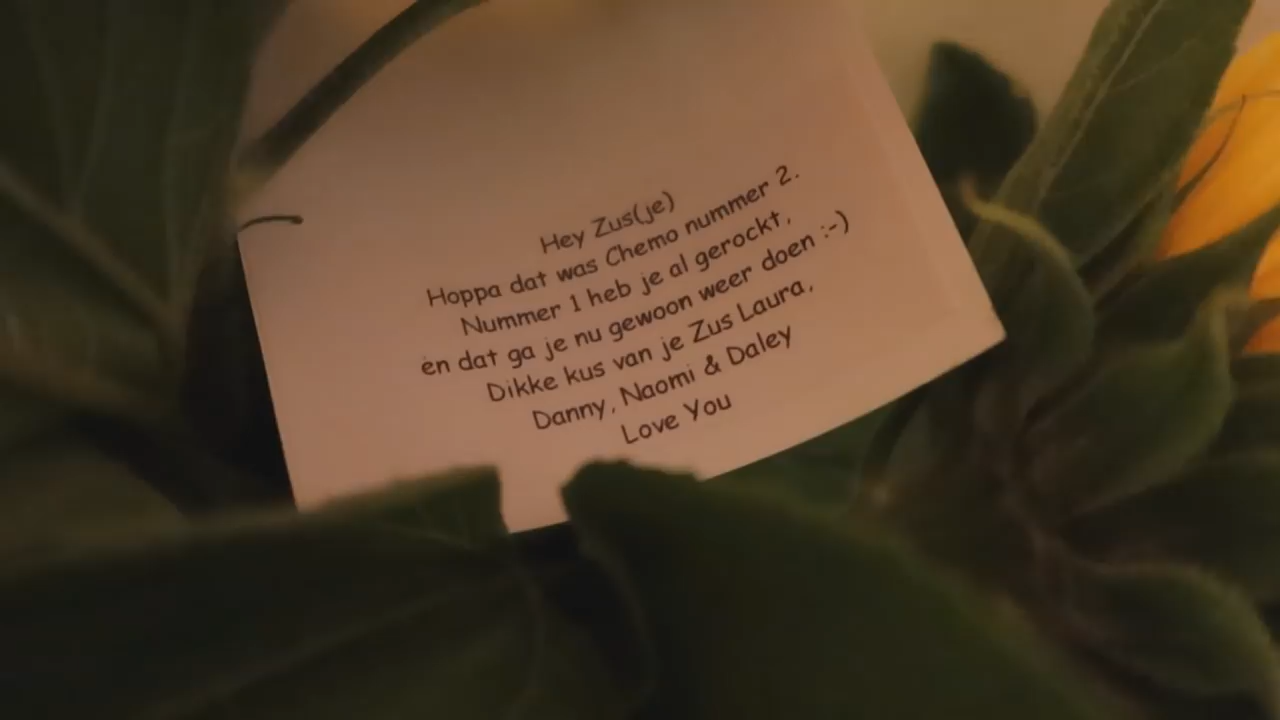 Hey Zus(je)
Hoppa dat was Chemo nummer 2.
Nummer 1 heb je al gerockt,
en dat ga je nu gewoon weer doen :-)
Dikke kus van je Zus Laura,
Danny, Naomi & Daley
Love You